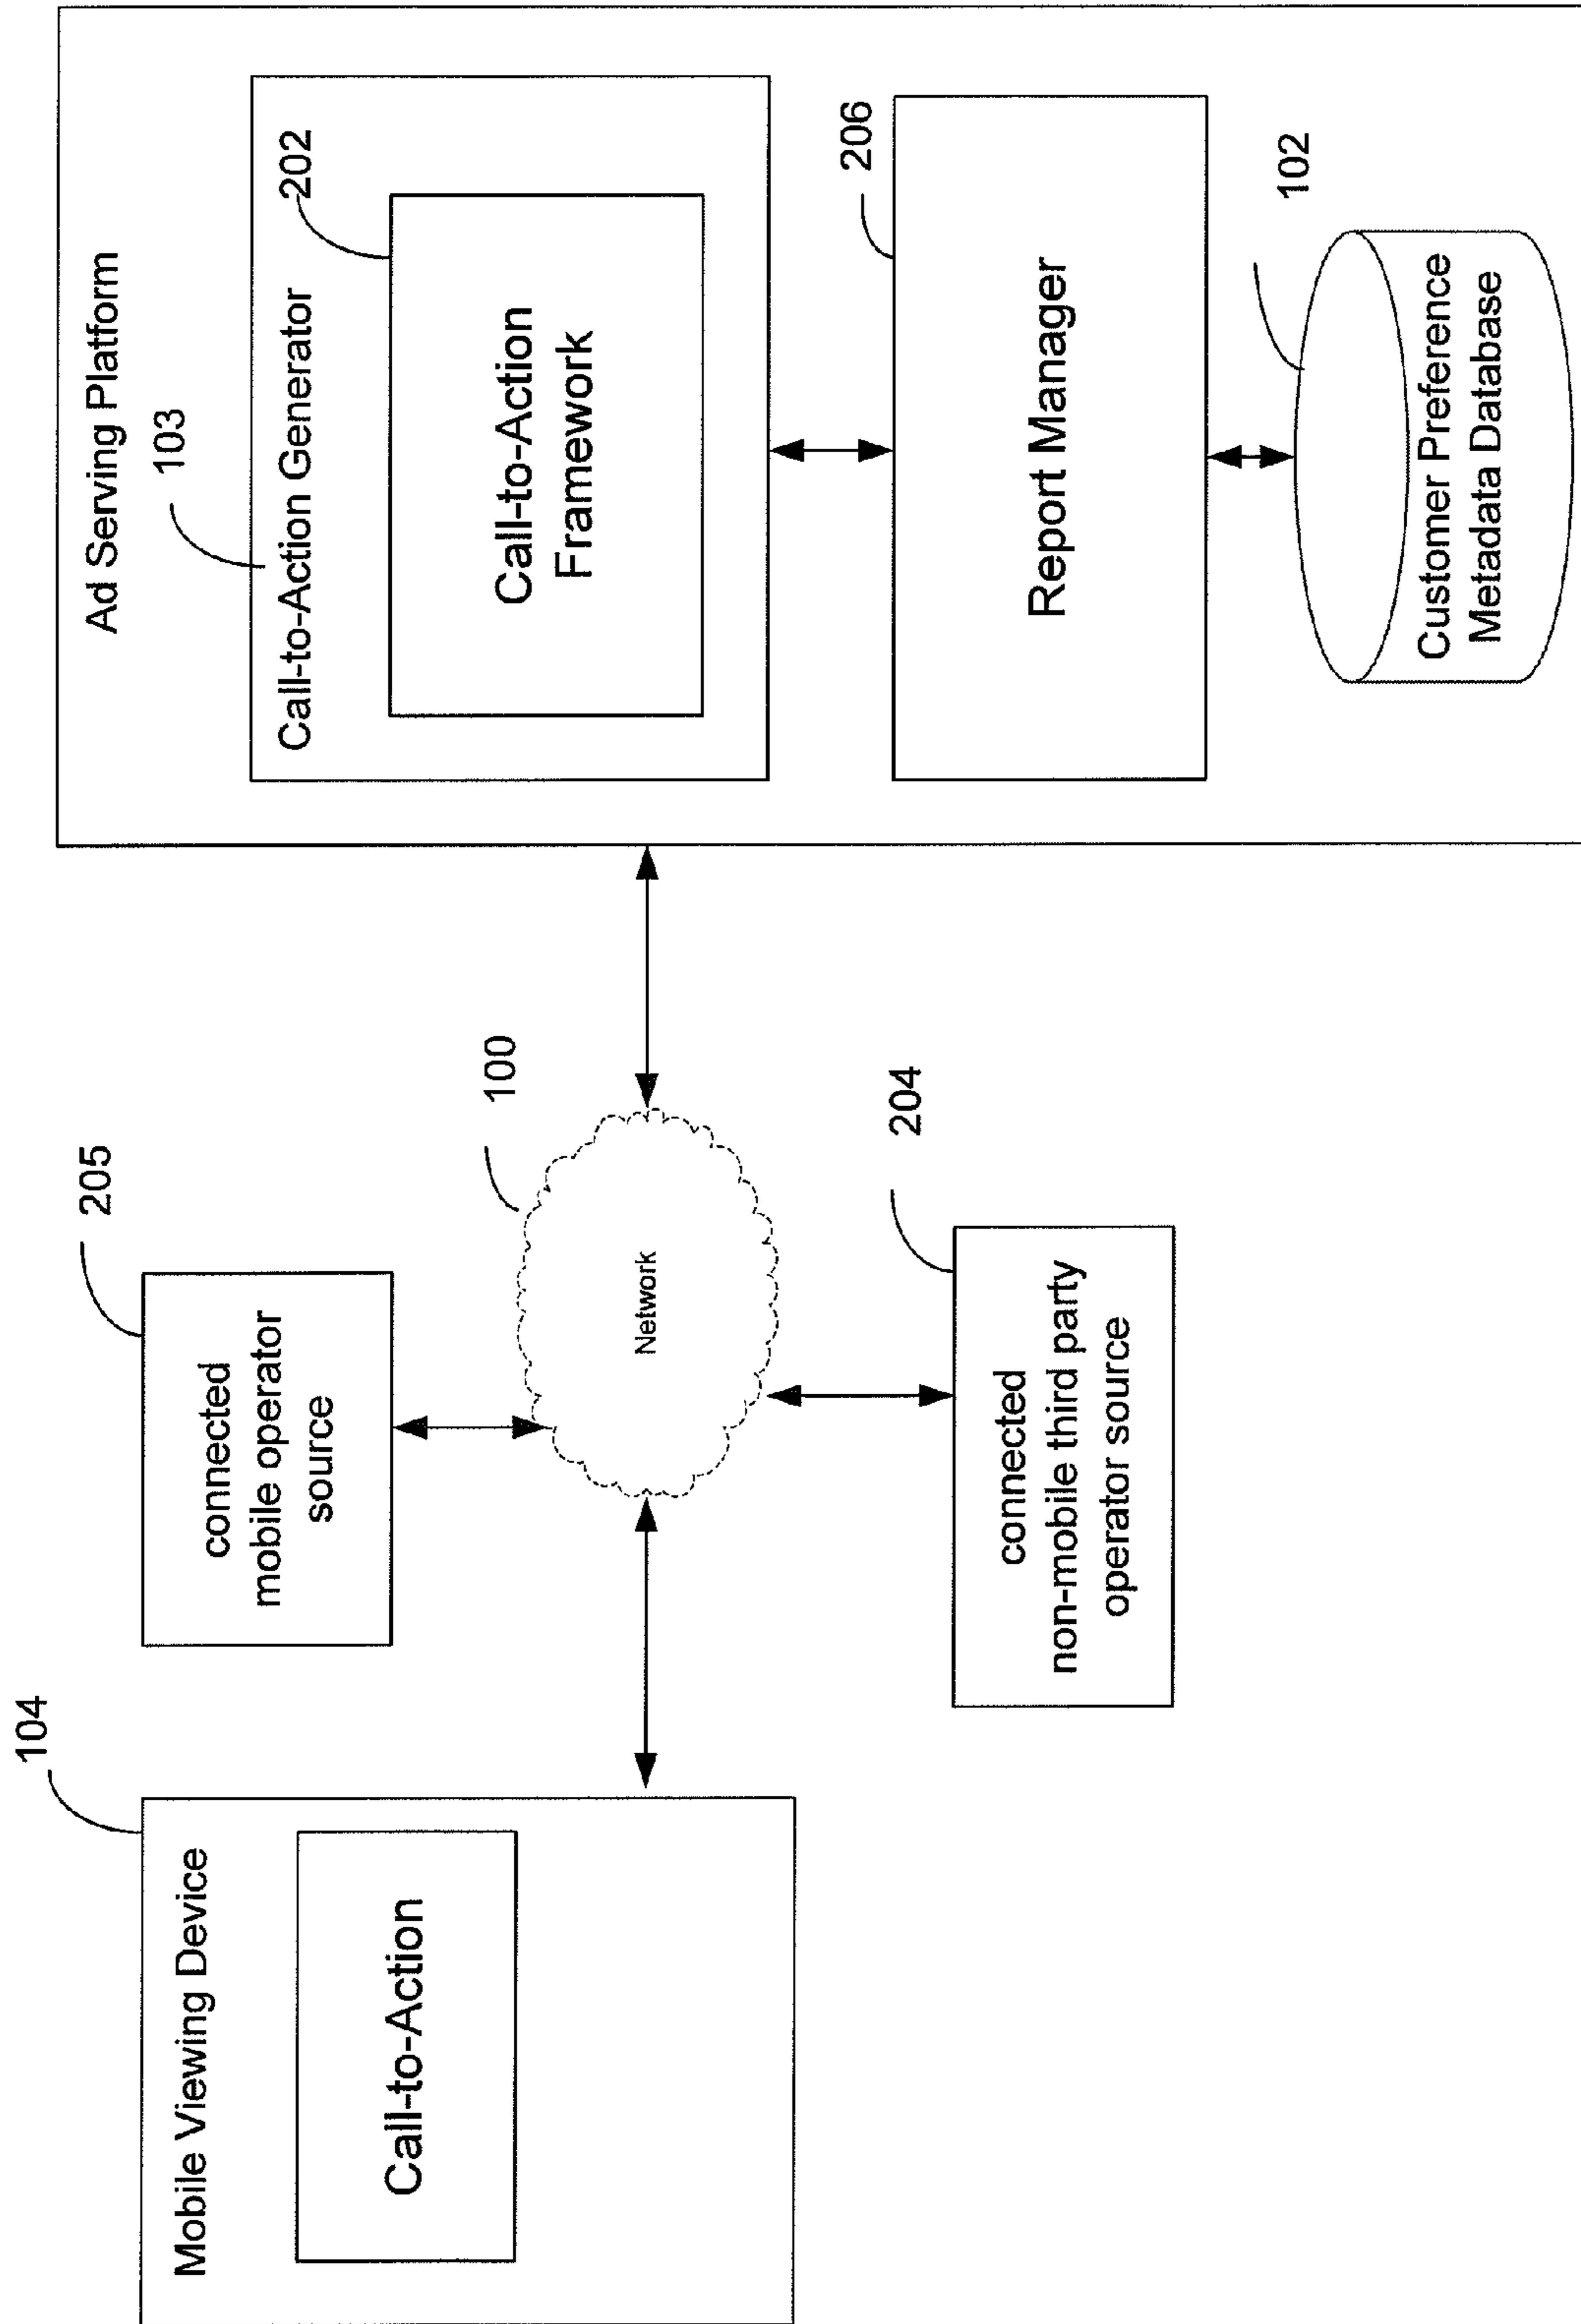 104
Mobile Viewing Device
Call-to-Action
205
connected
mobile operator
source
100
Network
204
connected
non-mobile third party
operator source
Ad Serving Platform
103
Call-to-Action Generator
202
Call-to-Action
Framework
206
Report Manager
102
Customer Preference
Metadata Database